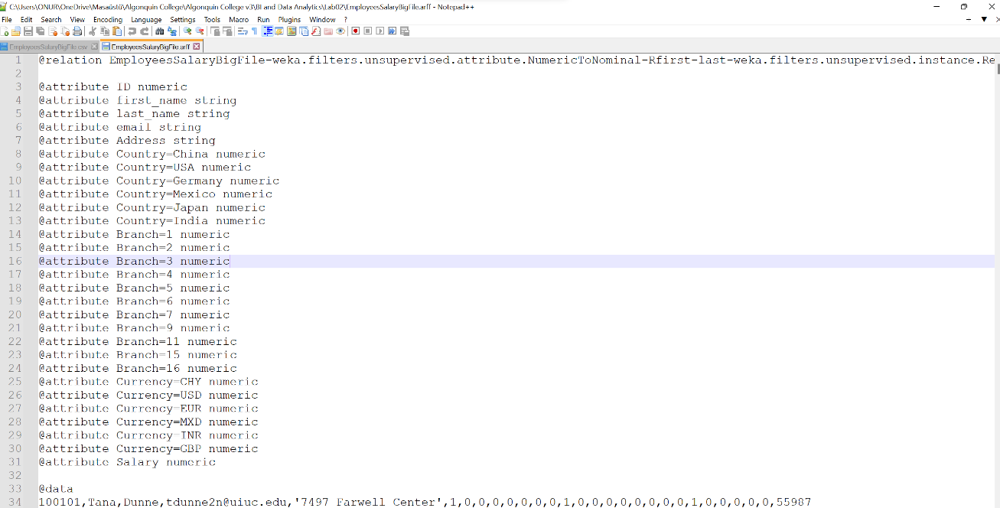 C:\Users\ONUR\OneDrive\Masaüstü\Algonquin College\Algonquin College v3\BI and Data Analytics\Lab02\EmployeesSalaryBigFile.arff - Notepad++
File Edit Search View Encoding Language Settings Tools Macro Run Plugins Window ?
EmployeesSalaryBigFile.csv EmployeesSalaryBigFile.arff
1 @relation EmployeesSalaryBigFile-weka.filters.unsupervised.attribute.NumericToNominal-Rfirst-last-weka.filters.unsupervised.instance.Re
2
3 @attribute ID numeric
4 @attribute first_name string
5 @attribute last_name string
6 @attribute email string
7 @attribute Address string
8 @attribute Country=China numeric
9 @attribute Country=USA numeric
10 @attribute Country=Germany numeric
11 @attribute Country=Mexico numeric
12 @attribute Country=Japan numeric
13 @attribute Country=India numeric
14 @attribute Branch=1 numeric
15 @attribute Branch=2 numeric
16 @attribute Branch=3 numeric
17 @attribute Branch=4 numeric
18 @attribute Branch=5 numeric
19 @attribute Branch=6 numeric
20 @attribute Branch=7 numeric
21 @attribute Branch=9 numeric
22 @attribute Branch=11 numeric
23 @attribute Branch=15 numeric
24 @attribute Branch=16 numeric
25 @attribute Currency=CHY numeric
26 @attribute Currency=USD numeric
27 @attribute Currency=EUR numeric
28 @attribute Currency=MXD numeric
29 @attribute Currency=INR numeric
30 @attribute Currency=GBP numeric
31 @attribute Salary numeric
32
33 @data
34 100101,Tana,Dunne,tdunne2n@uiuc.edu,'7497 Farwell Center',1,0,0,0,0,0,0,0,1,0,0,0,0,0,0,0,0,1,0,0,0,0,0,55987